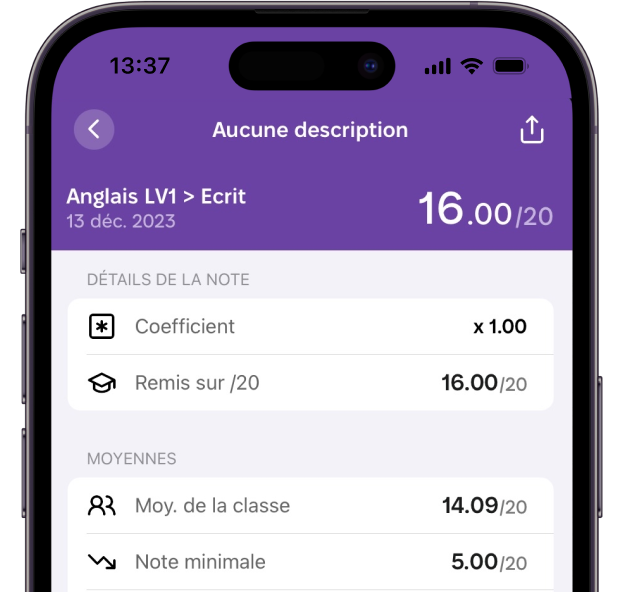 13:37
Aucune description
Anglais LV1 > Ecrit
16.00/20
13 déc. 2023
DÉTAILS DE LA NOTE
Coefficient x 1.00
Remis sur /20 16.00/20
MOYENNES
Moy. de la classe 14.09/20
Note minimale 5.00/20